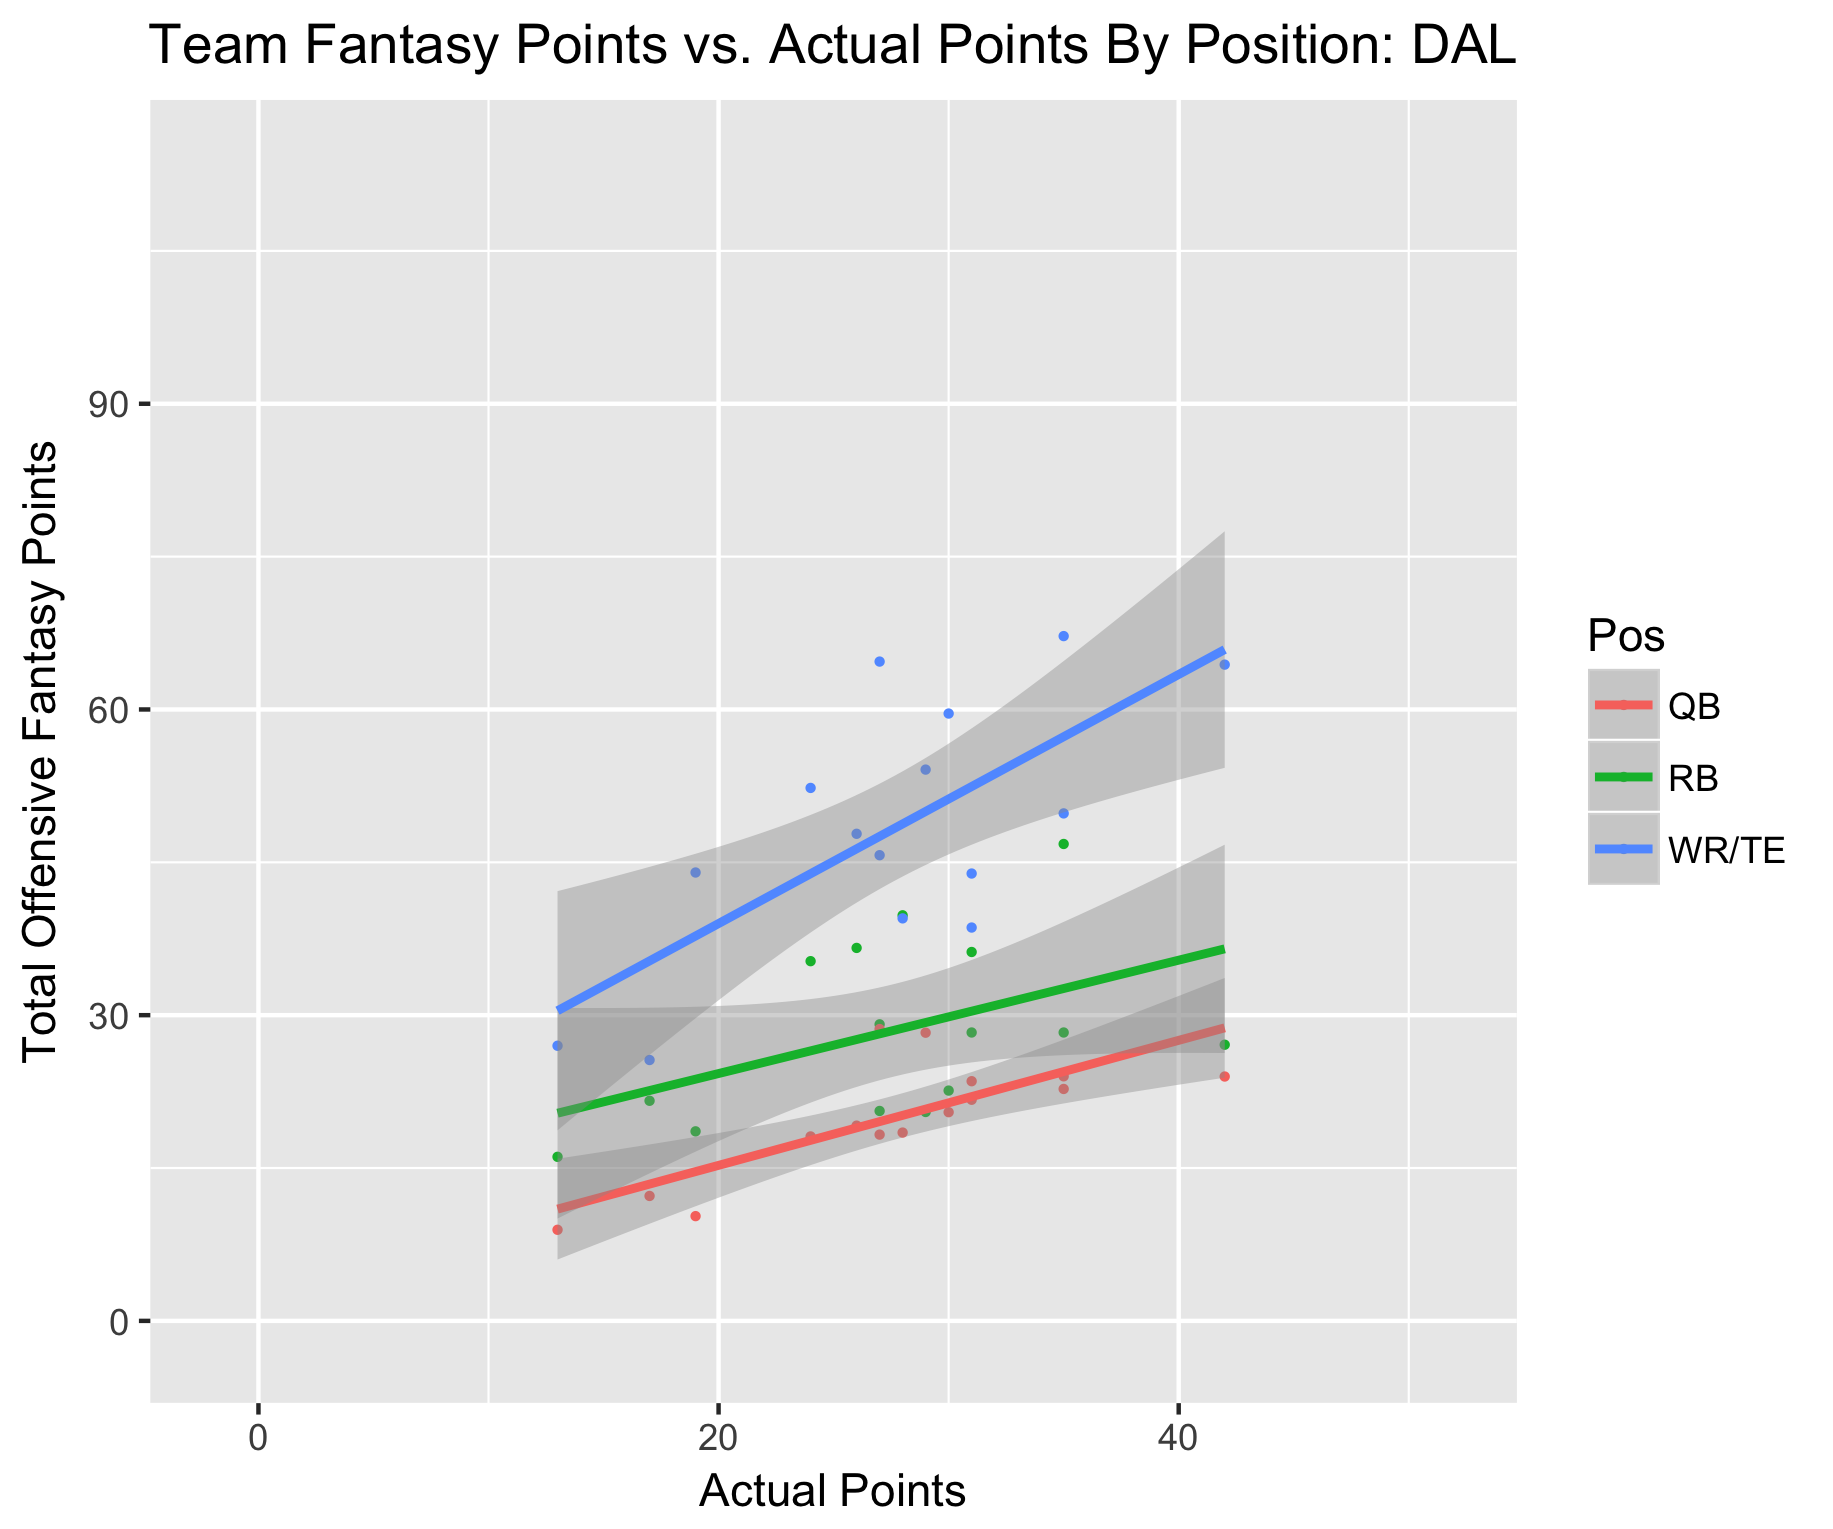 Team Fantasy Points vs. Actual Points By Position: DAL
Total Offensive Fantasy Points
90
60
30
0
0
20
40
Actual Points
Pos
QB
RB
WR/TE